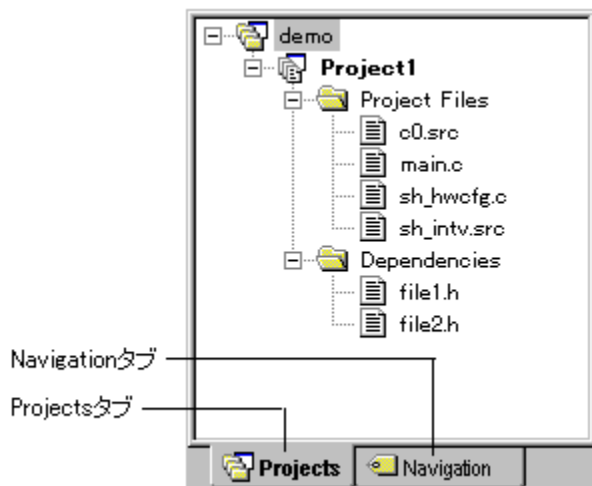 demo
Project1
Project Files
c0.src
main.c
sh_hwcfg.c
sh_intv.src
Dependencies
file1.h
file2.h
Navigationタブ
Projectsタブ
Projects
Navigation